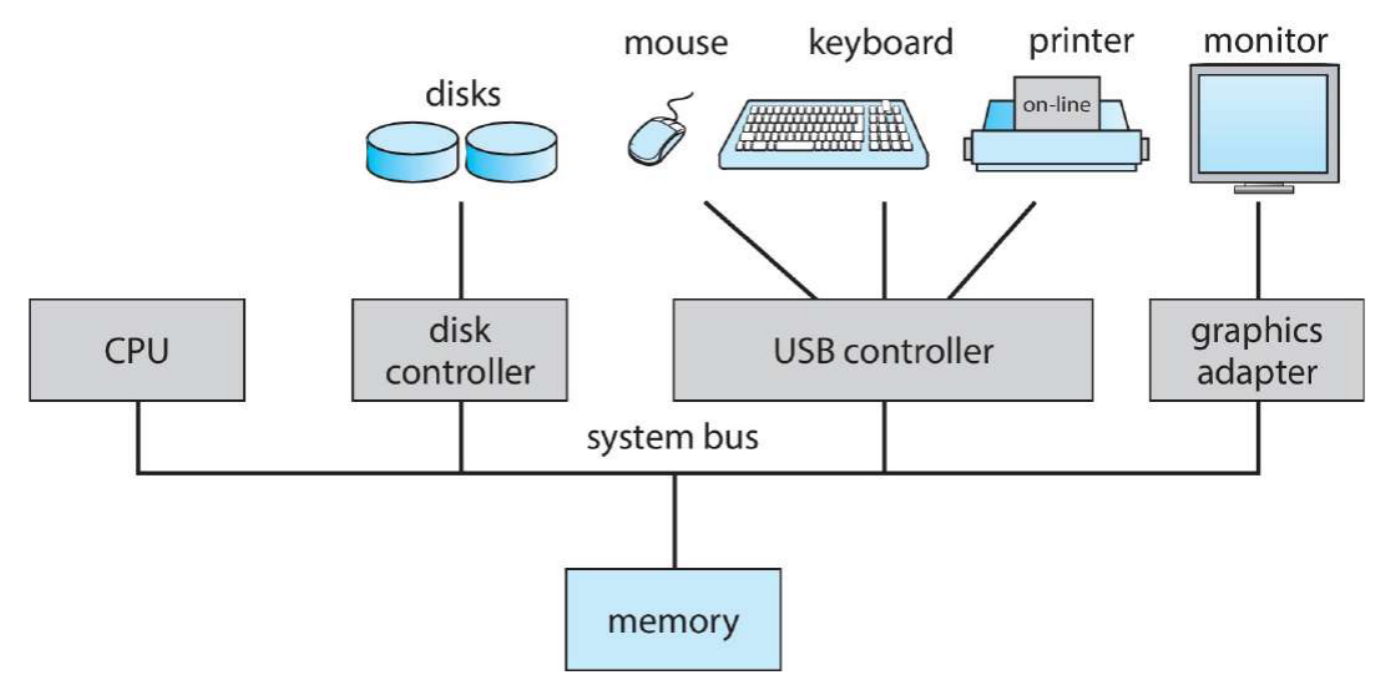 mouse
keyboard
printer
monitor
disks
on-line
CPU
disk
controller
USB controller
graphics
adapter
system bus
memory